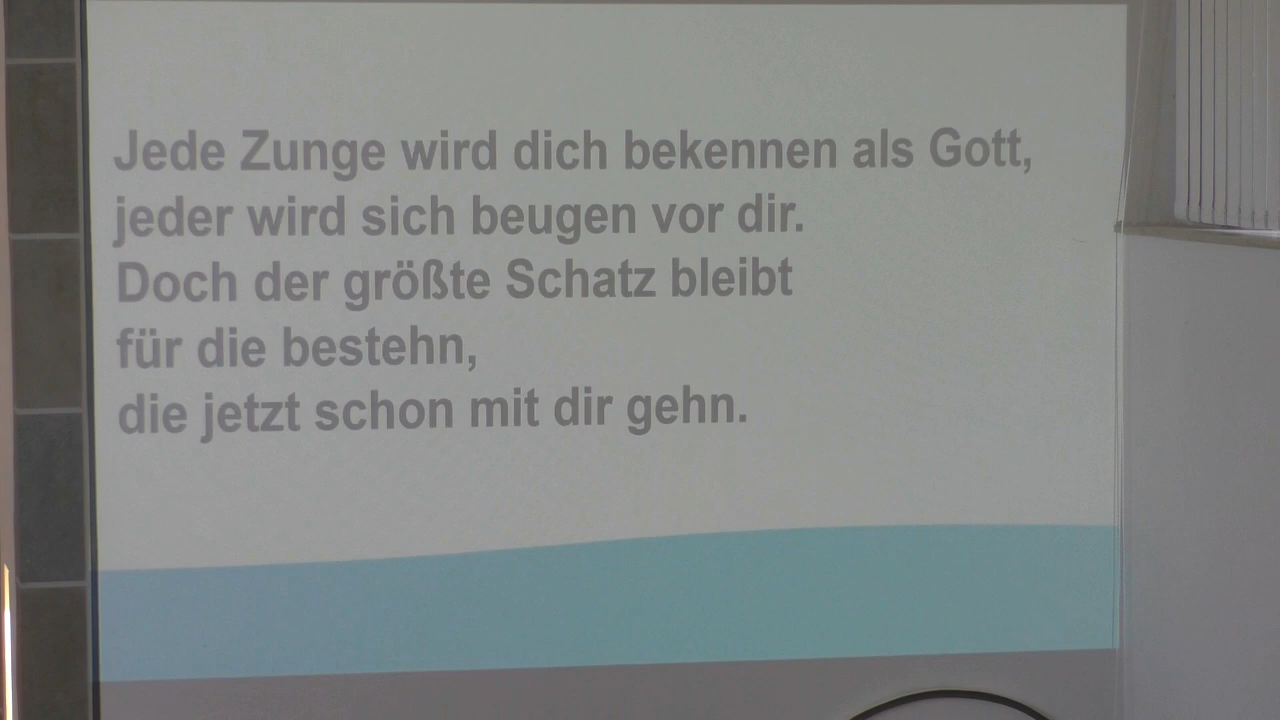 Jede Zunge wird dich bekennen als Gott,
jeder wird sich beugen vor dir.
Doch der größte Schatz bleibt
für die bestehn,
die jetzt schon mit dir gehn.